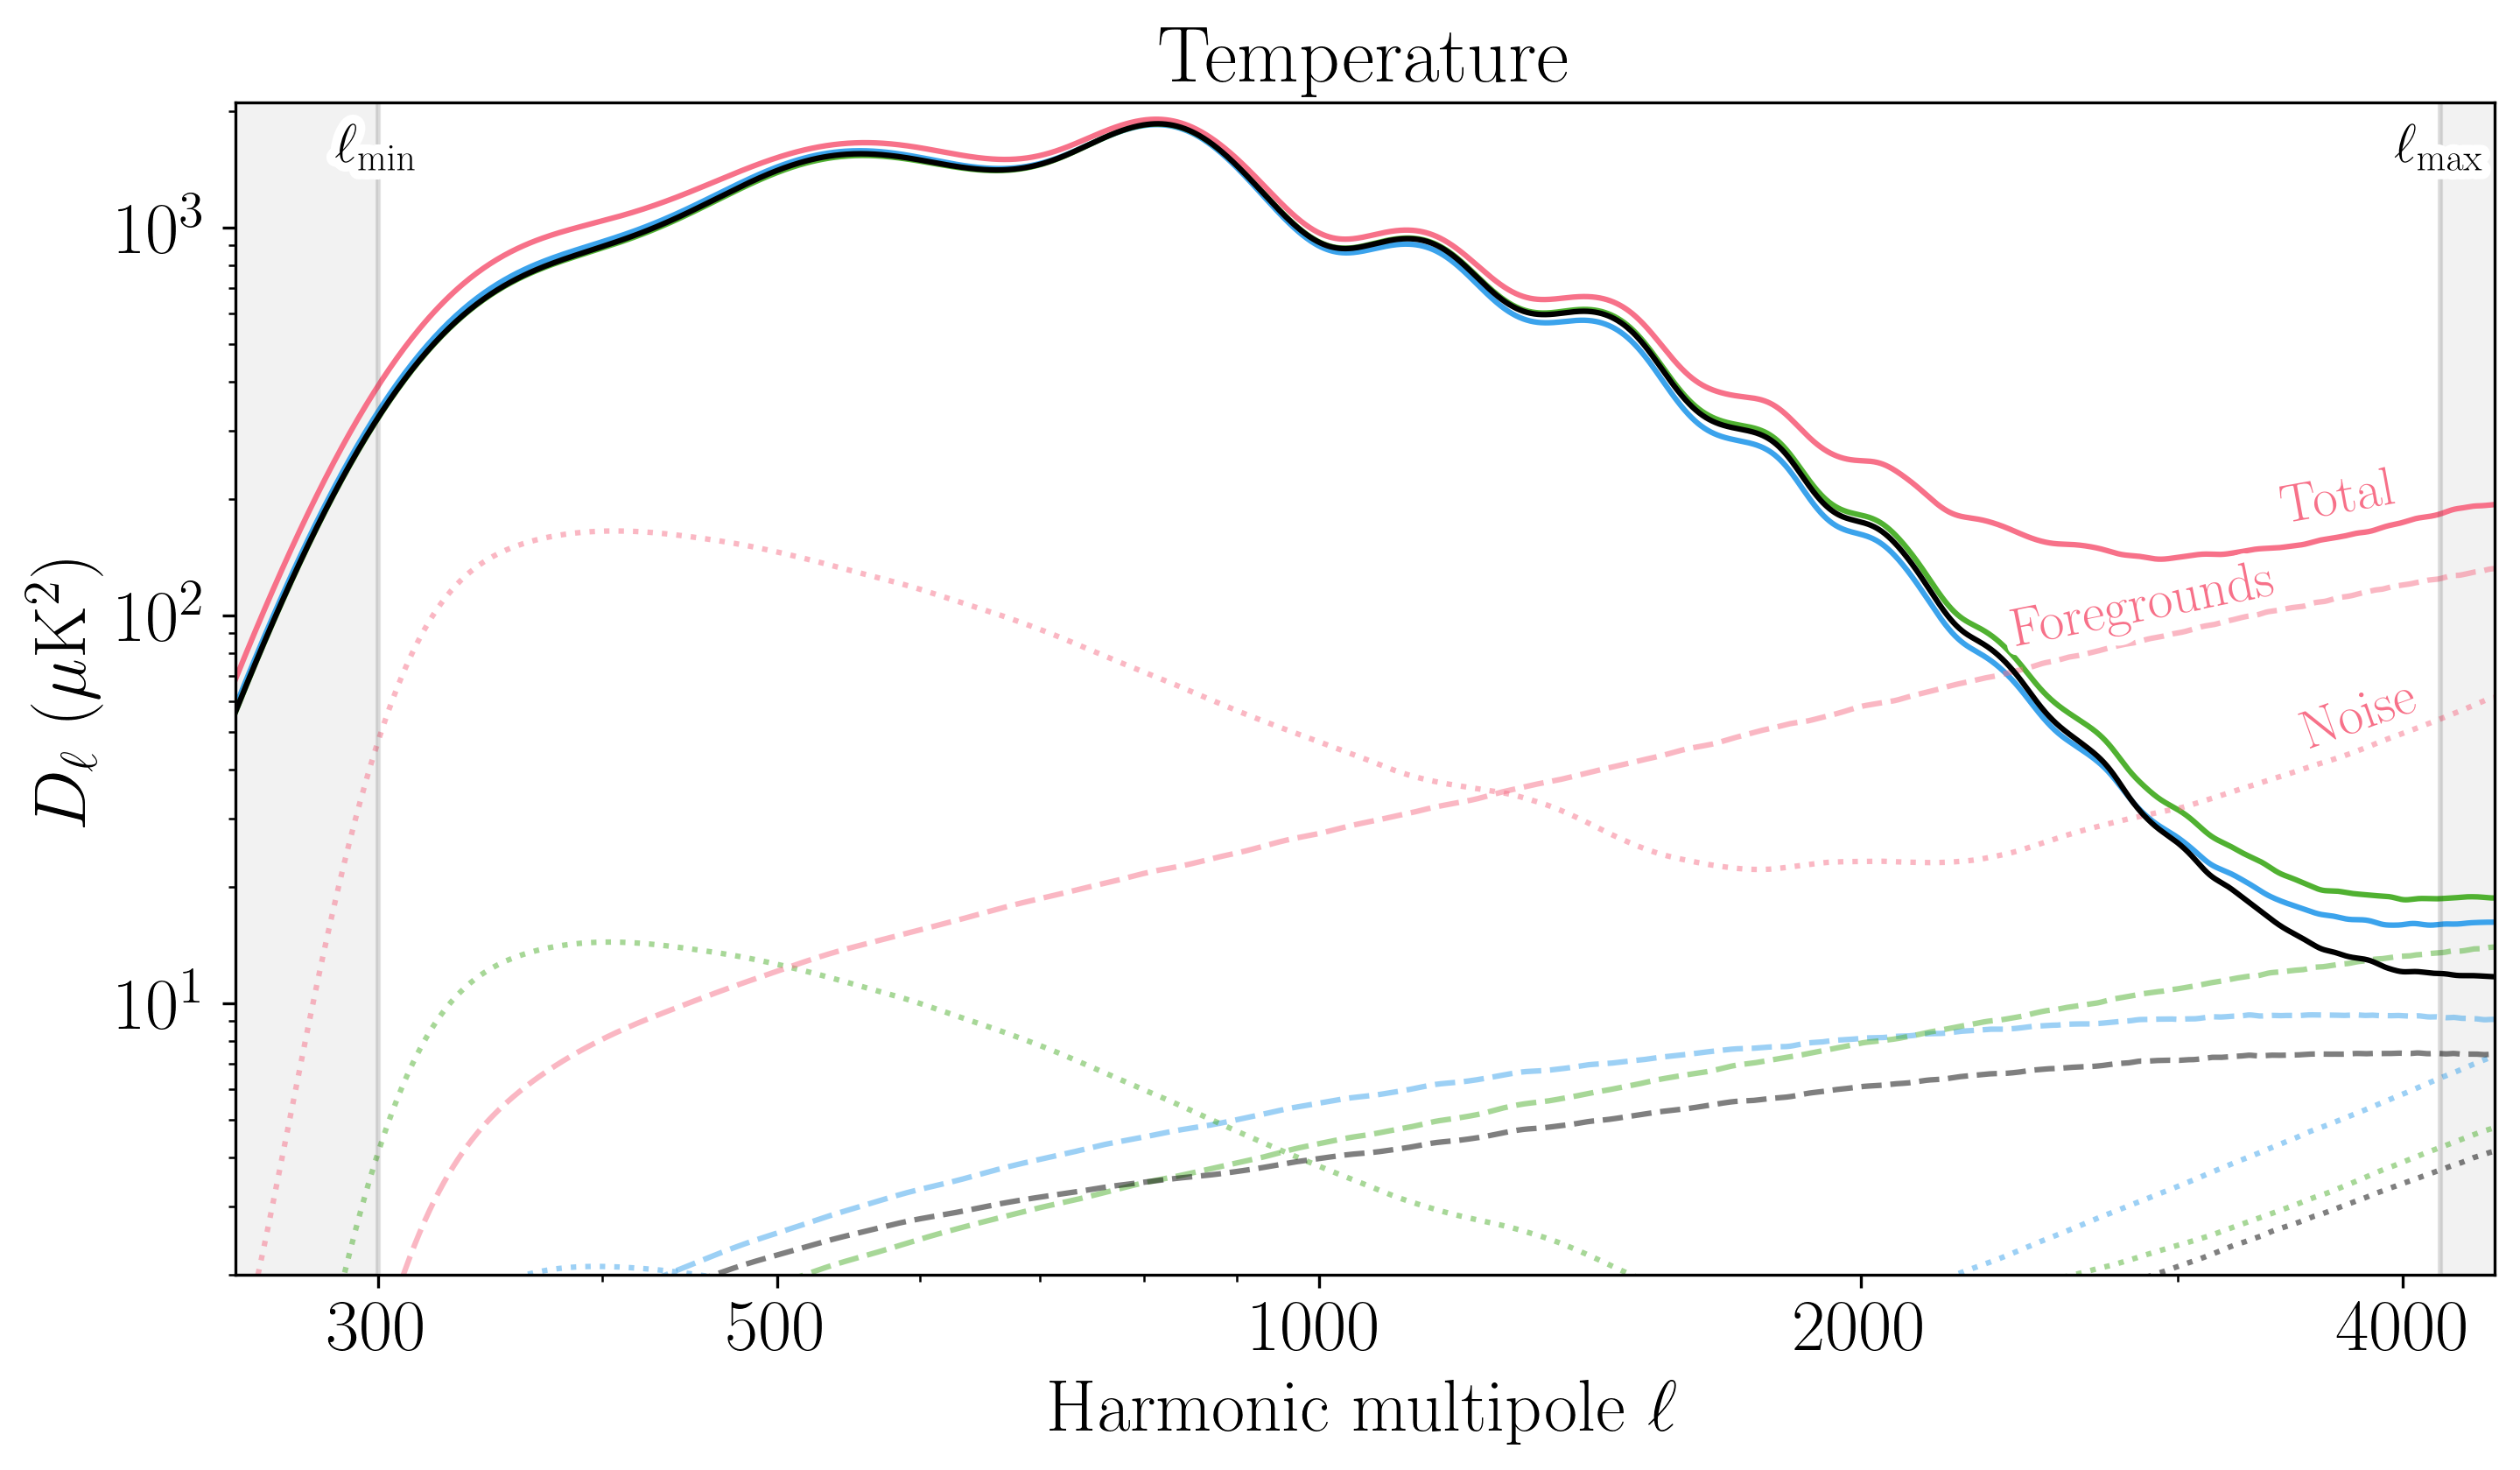 Temperature
ℓmin
ℓmax
10³
10²
10¹
Dℓ (μK²)
Total
Foregrounds
Noise
300 500 1000 2000 4000
Harmonic multipole ℓ